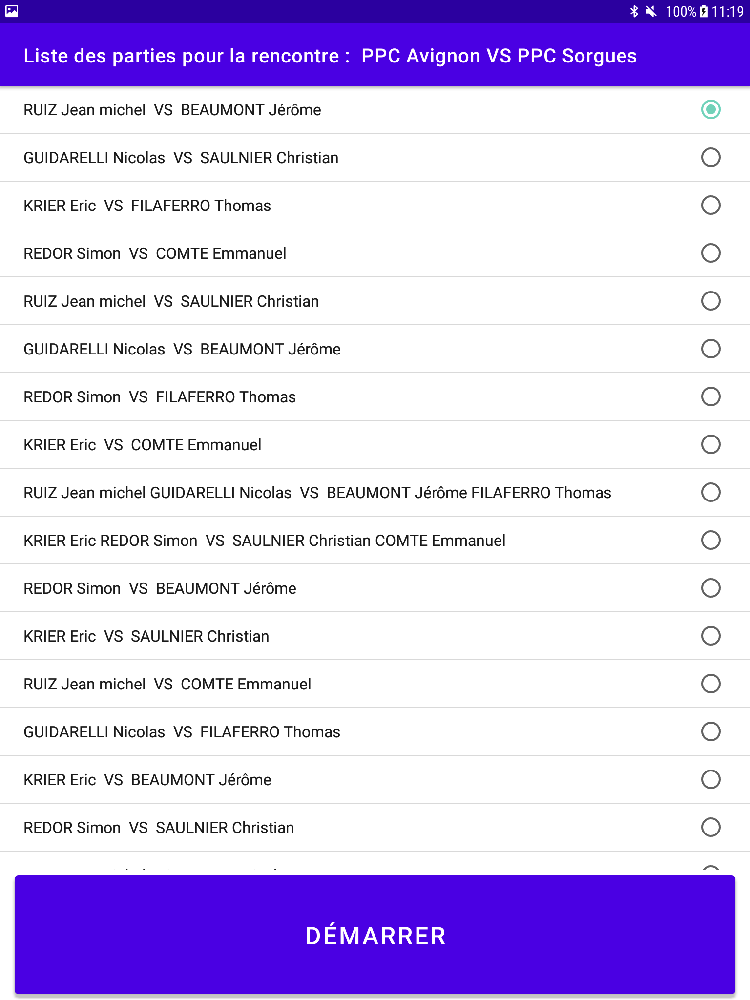 100% 11:19
Liste des parties pour la rencontre : PPC Avignon VS PPC Sorgues
RUIZ Jean michel VS BEAUMONT Jérôme
GUIDARELLI Nicolas VS SAULNIER Christian
KRIER Eric VS FILAFERRO Thomas
REDOR Simon VS COMTE Emmanuel
RUIZ Jean michel VS SAULNIER Christian
GUIDARELLI Nicolas VS BEAUMONT Jérôme
REDOR Simon VS FILAFERRO Thomas
KRIER Eric VS COMTE Emmanuel
RUIZ Jean michel GUIDARELLI Nicolas VS BEAUMONT Jérôme FILAFERRO Thomas
KRIER Eric REDOR Simon VS SAULNIER Christian COMTE Emmanuel
REDOR Simon VS BEAUMONT Jérôme
KRIER Eric VS SAULNIER Christian
RUIZ Jean michel VS COMTE Emmanuel
GUIDARELLI Nicolas VS FILAFERRO Thomas
KRIER Eric VS BEAUMONT Jérôme
REDOR Simon VS SAULNIER Christian
DÉMARRER